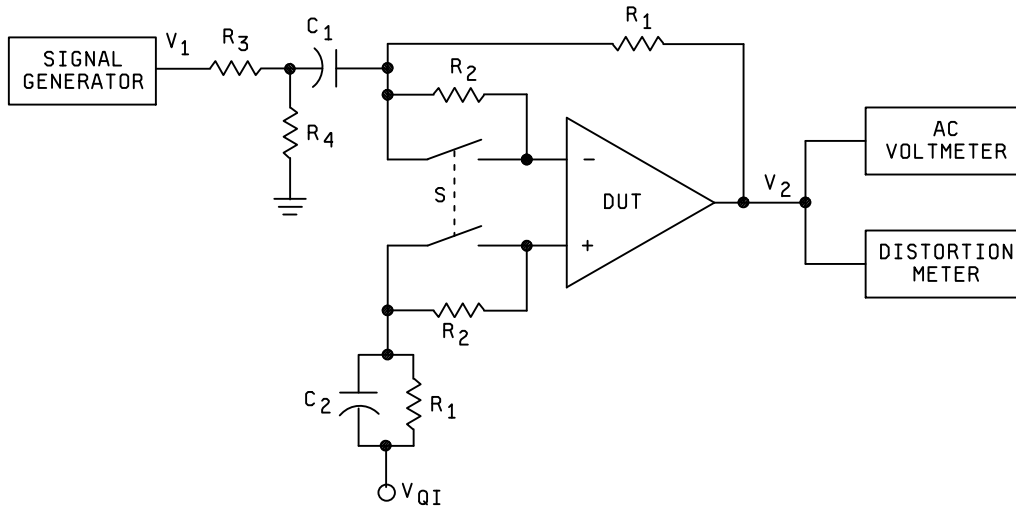 SIGNAL
GENERATOR
V1
R3
C1
R4
R1
R2
S
DUT
−
+
V2
AC
VOLTMETER
DISTORTION
METER
R2
C2
R1
VQI